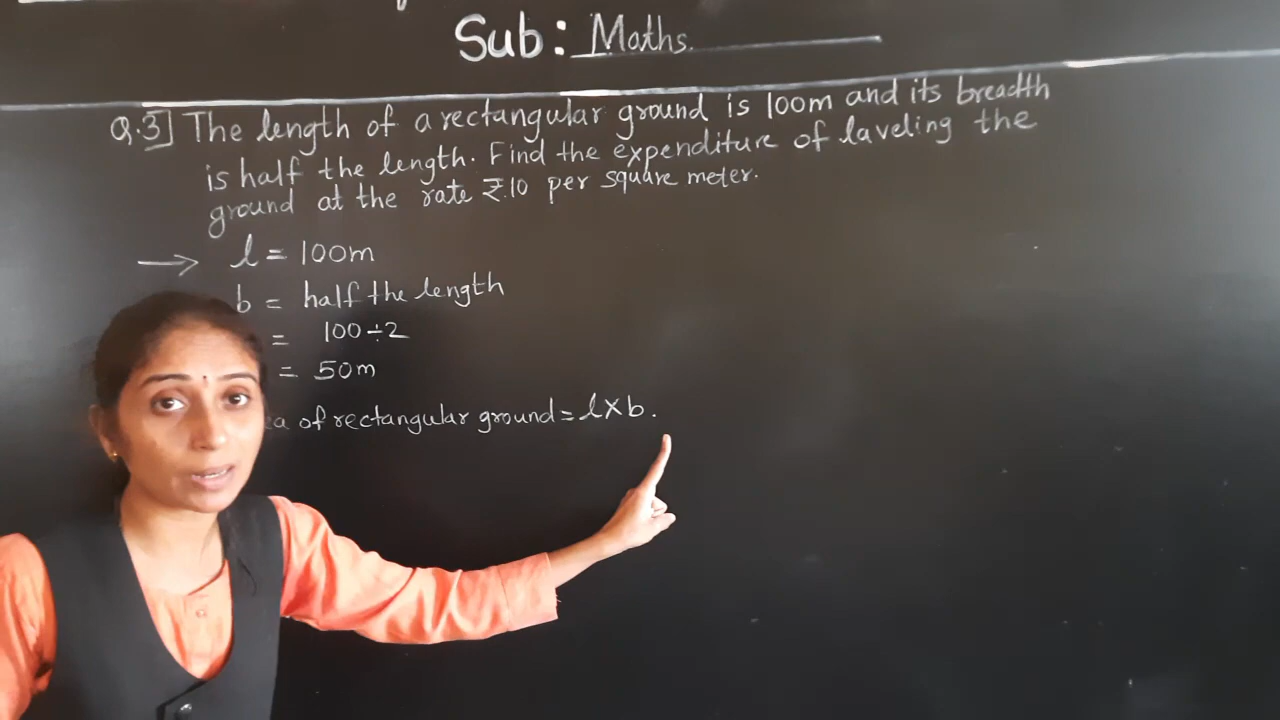 Sub: Maths.
Q.3] The length of a rectangular ground is 100m and its breadth
is half the length. Find the expenditure of laveling the
ground at the rate ₹.10 per square meter.
→ l = 100m
b = half the length
= 100÷2
= 50m
ea of rectangular ground = l×b.